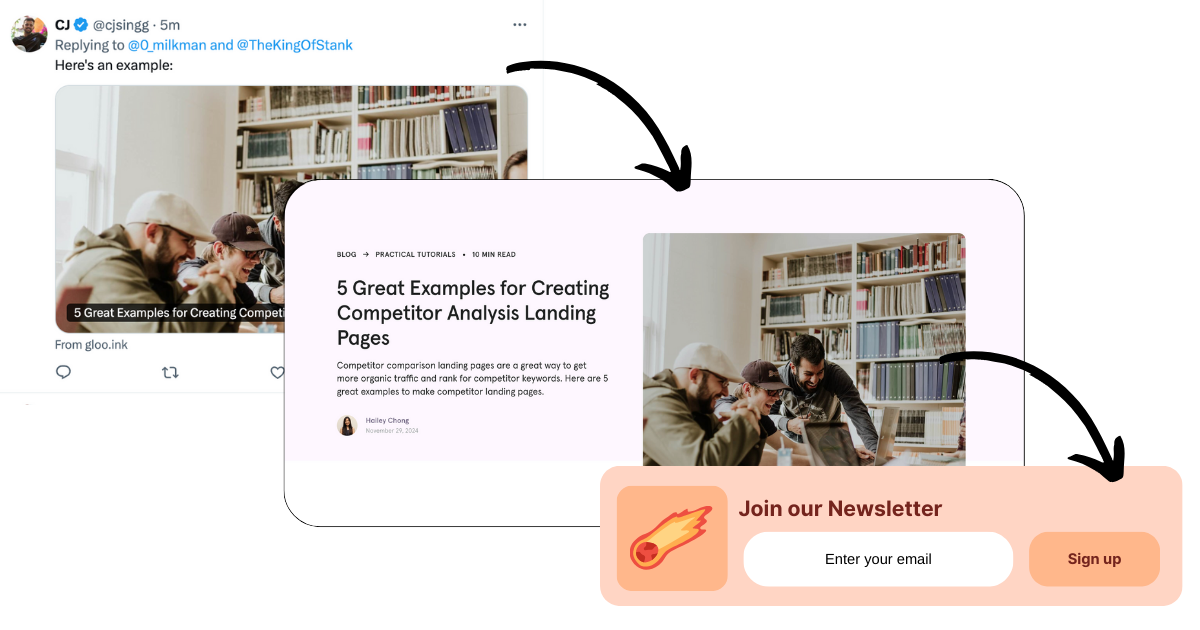 CJ @cjsingg · 5m
Replying to @0_milkman and @TheKingOfStank
Here's an example:
5 Great Examples for Creating Competi
From gloo.ink
BLOG → PRACTICAL TUTORIALS • 10 MIN READ
5 Great Examples for Creating
Competitor Analysis Landing
Pages
Competitor comparison landing pages are a great way to get
more organic traffic and rank for competitor keywords. Here are 5
great examples to make competitor landing pages.
Hailey Chong
November 29, 2024
Join our Newsletter
Enter your email
Sign up